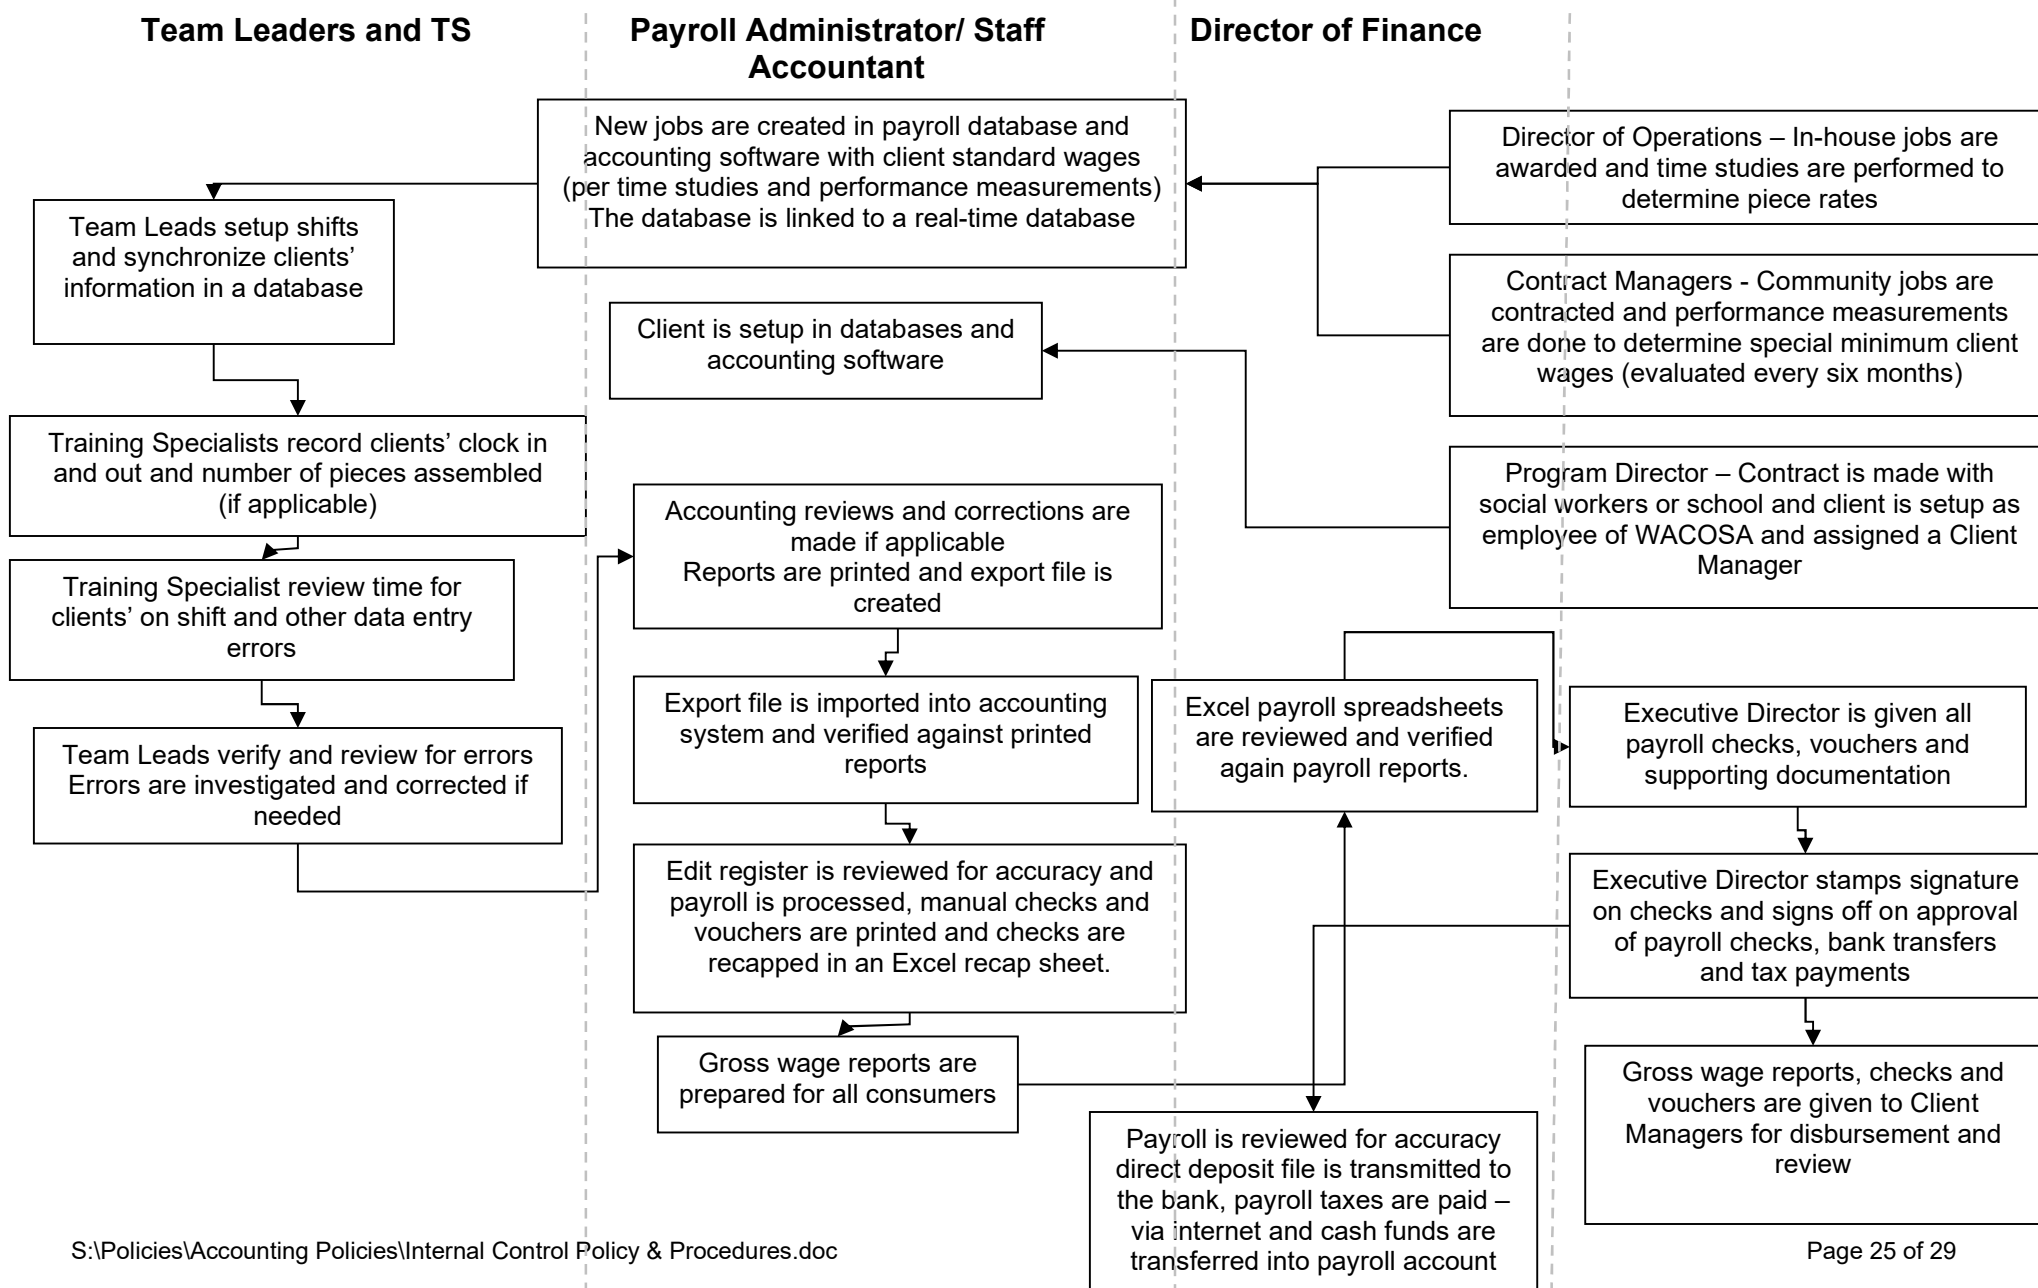 Team Leaders and TS
Payroll Administrator/ Staff
Accountant
Director of Finance
New jobs are created in payroll database and
accounting software with client standard wages
(per time studies and performance measurements)
The database is linked to a real-time database
Director of Operations – In-house jobs are
awarded and time studies are performed to
determine piece rates
Team Leads setup shifts
and synchronize clients’
information in a database
Contract Managers - Community jobs are
contracted and performance measurements
are done to determine special minimum client
wages (evaluated every six months)
Client is setup in databases and
accounting software
Training Specialists record clients’ clock in
and out and number of pieces assembled
(if applicable)
Program Director – Contract is made with
social workers or school and client is setup as
employee of WACOSA and assigned a Client
Manager
Accounting reviews and corrections are
made if applicable
Reports are printed and export file is
created
Training Specialist review time for
clients’ on shift and other data entry
errors
Export file is imported into accounting
system and verified against printed
reports
Excel payroll spreadsheets
are reviewed and verified
again payroll reports.
Executive Director is given all
payroll checks, vouchers and
supporting documentation
Team Leads verify and review for errors
Errors are investigated and corrected if
needed
Edit register is reviewed for accuracy and
payroll is processed, manual checks and
vouchers are printed and checks are
recapped in an Excel recap sheet.
Executive Director stamps signature
on checks and signs off on approval
of payroll checks, bank transfers
and tax payments
Gross wage reports are
prepared for all consumers
Gross wage reports, checks and
vouchers are given to Client
Managers for disbursement and
review
Payroll is reviewed for accuracy
direct deposit file is transmitted to
the bank, payroll taxes are paid –
via internet and cash funds are
transferred into payroll account
S:\Policies\Accounting Policies\Internal Control Policy & Procedures.doc
Page 25 of 29